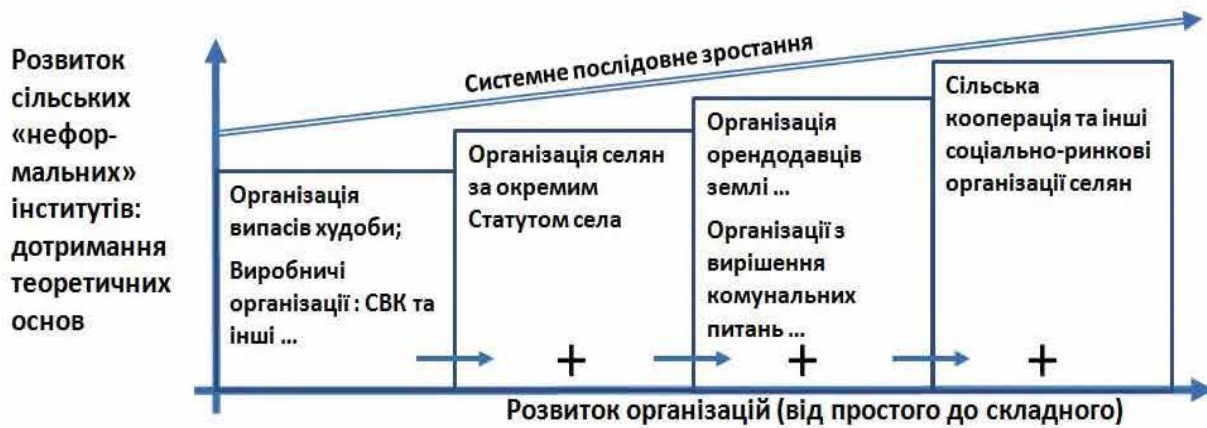 Розвиток
сільських
«нефор-
мальних»
інститутів:
дотримання
теоретичних
основ
Системне послідовне зростання
Організація
випасів худоби;
Виробничі
організації : СВК та
інші ...
Організація селян
за окремим
Статутом села
+
Організація
орендодавців
землі ...
Організації з
вирішення
комунальних
питань ...
+
Сільська
кооперація та інші
соціально-ринкові
організації селян
+
Розвиток організацій (від простого до складного)